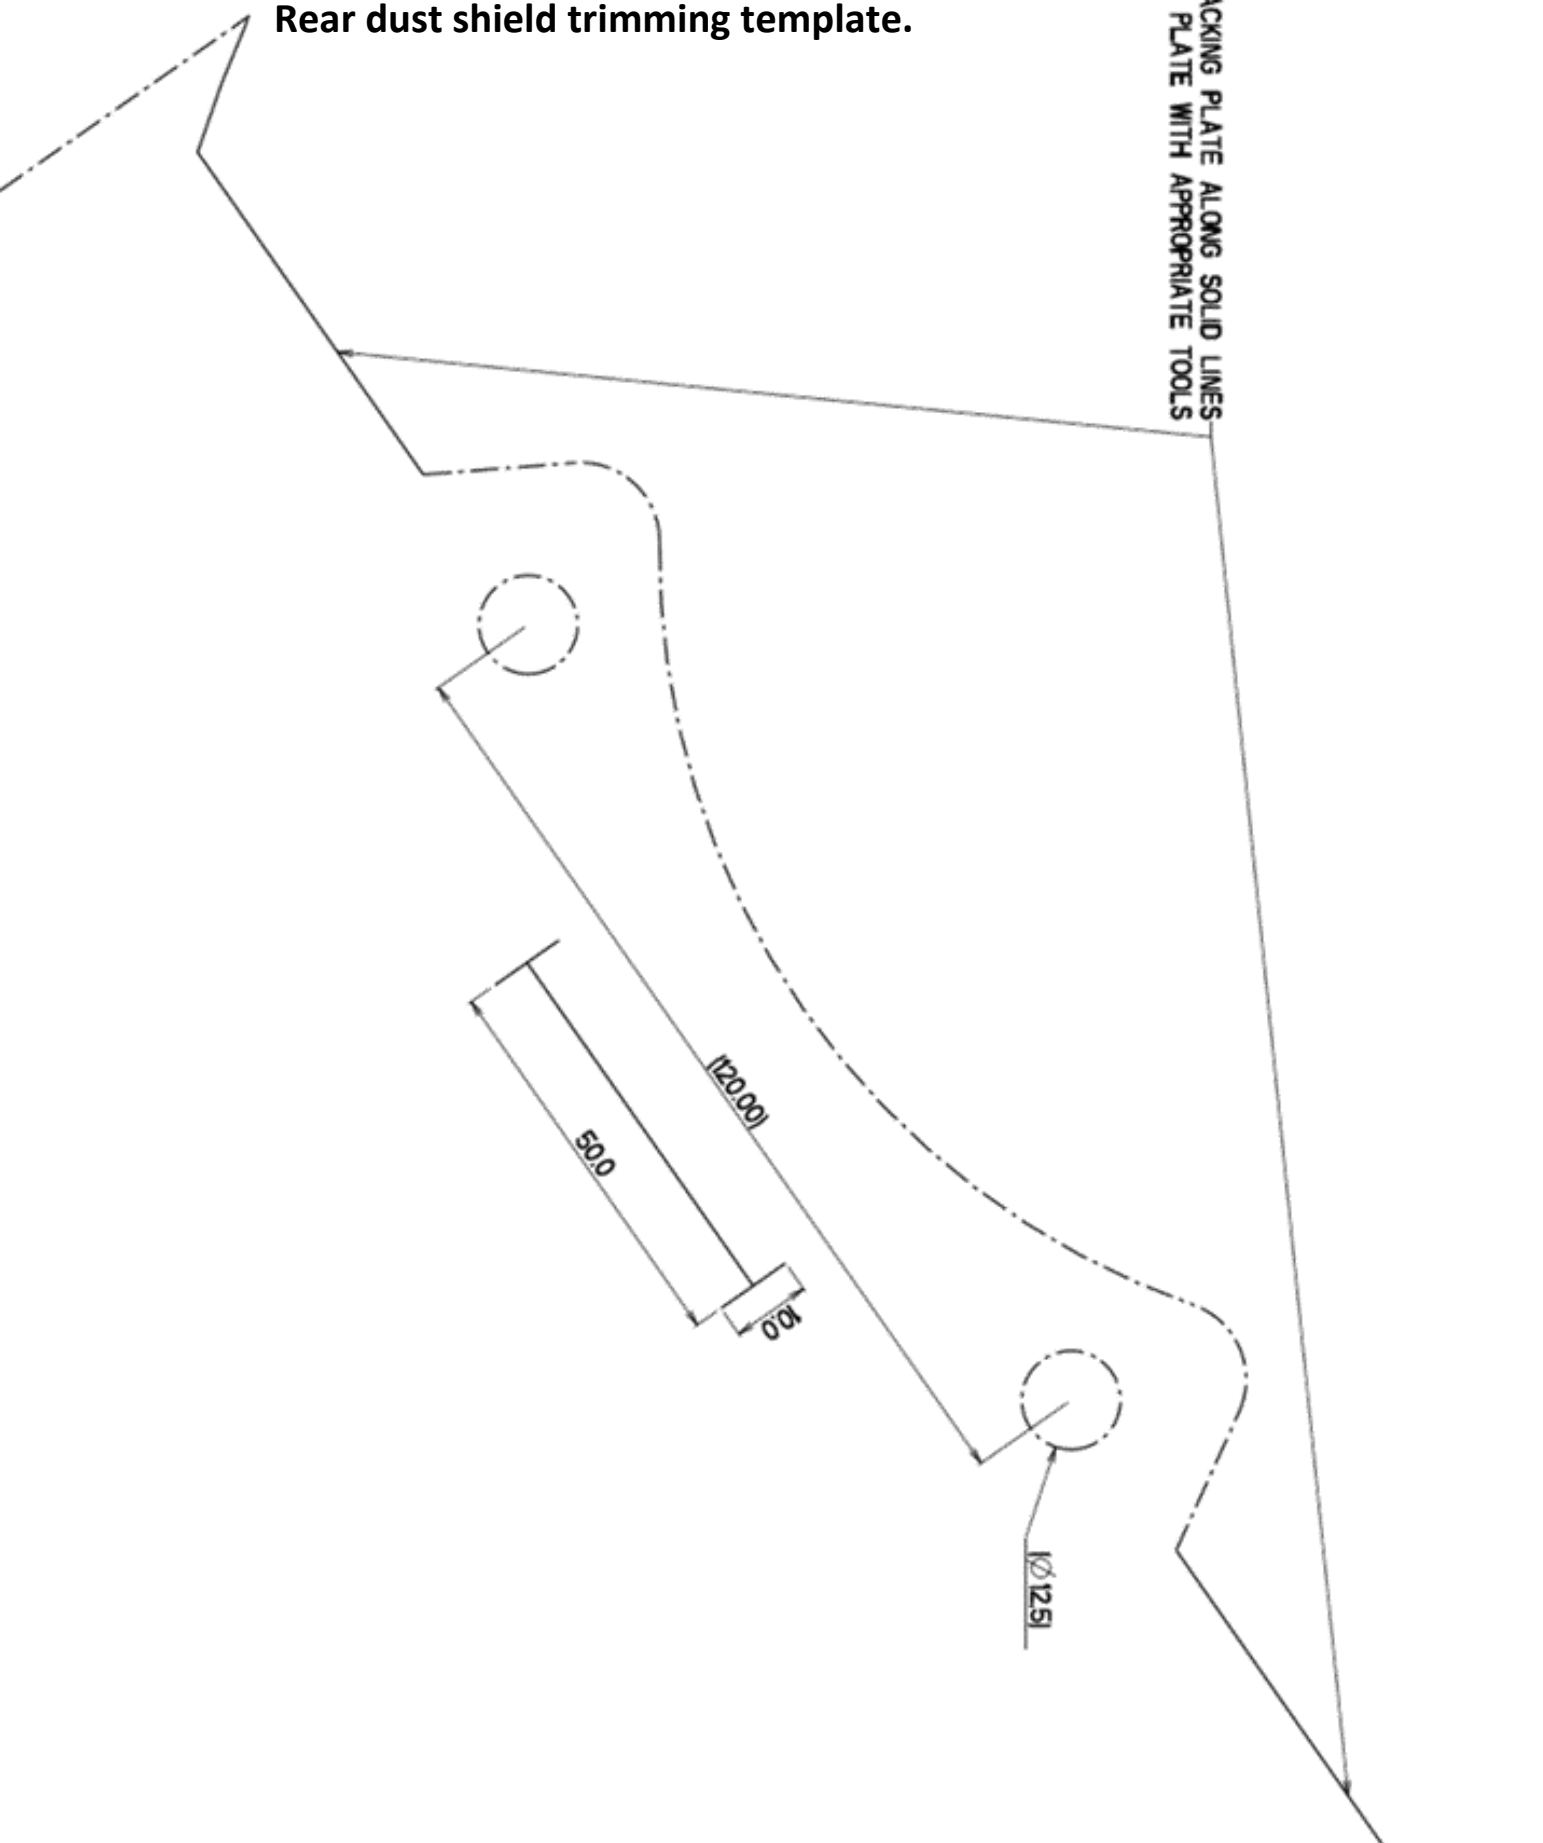 Rear dust shield trimming template.
ACKING PLATE ALONG SOLID LINES
PLATE WITH APPROPRIATE TOOLS
(120.00)
50.0
10.0
(Ø12.5)